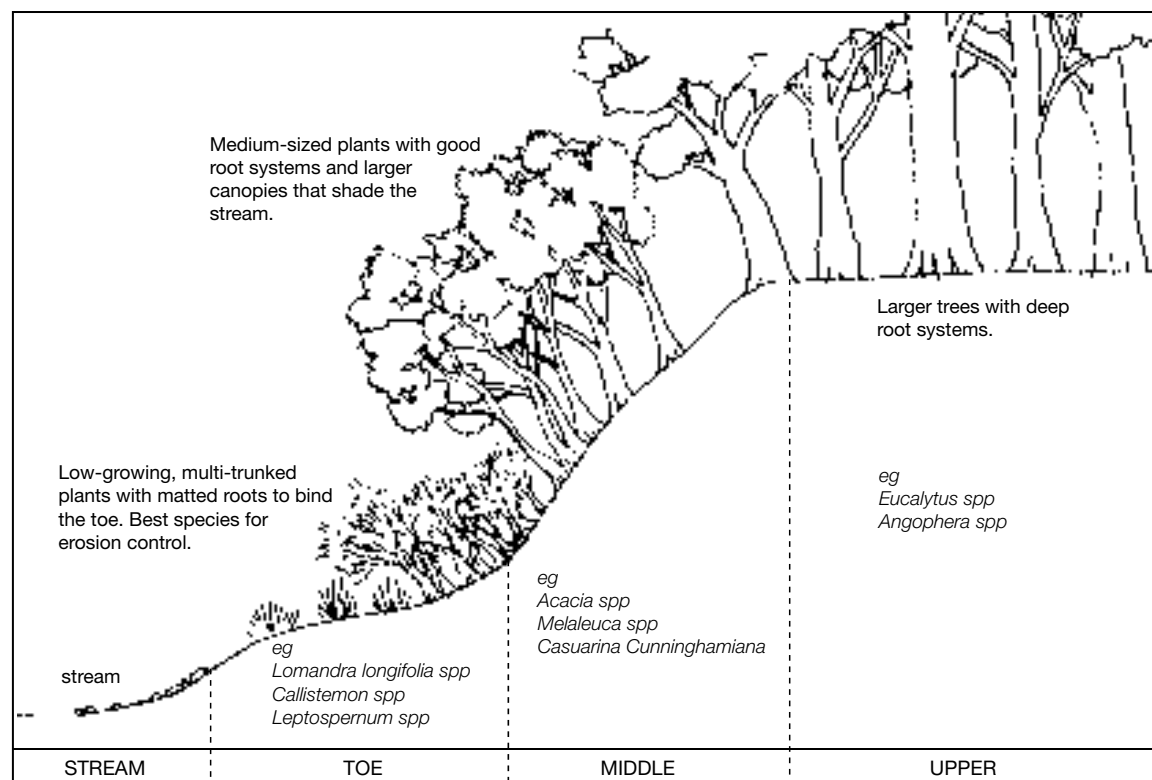 Medium-sized plants with good
root systems and larger
canopies that shade the
stream.
Larger trees with deep
root systems.
Low-growing, multi-trunked
plants with matted roots to bind
the toe. Best species for
erosion control.
eg
Eucalytus spp
Angophera spp
eg
Acacia spp
Melaleuca spp
Casuarina Cunninghamiana
stream
eg
Lomandra longifolia spp
Callistemon spp
Leptospernum spp
STREAM
TOE
MIDDLE
UPPER